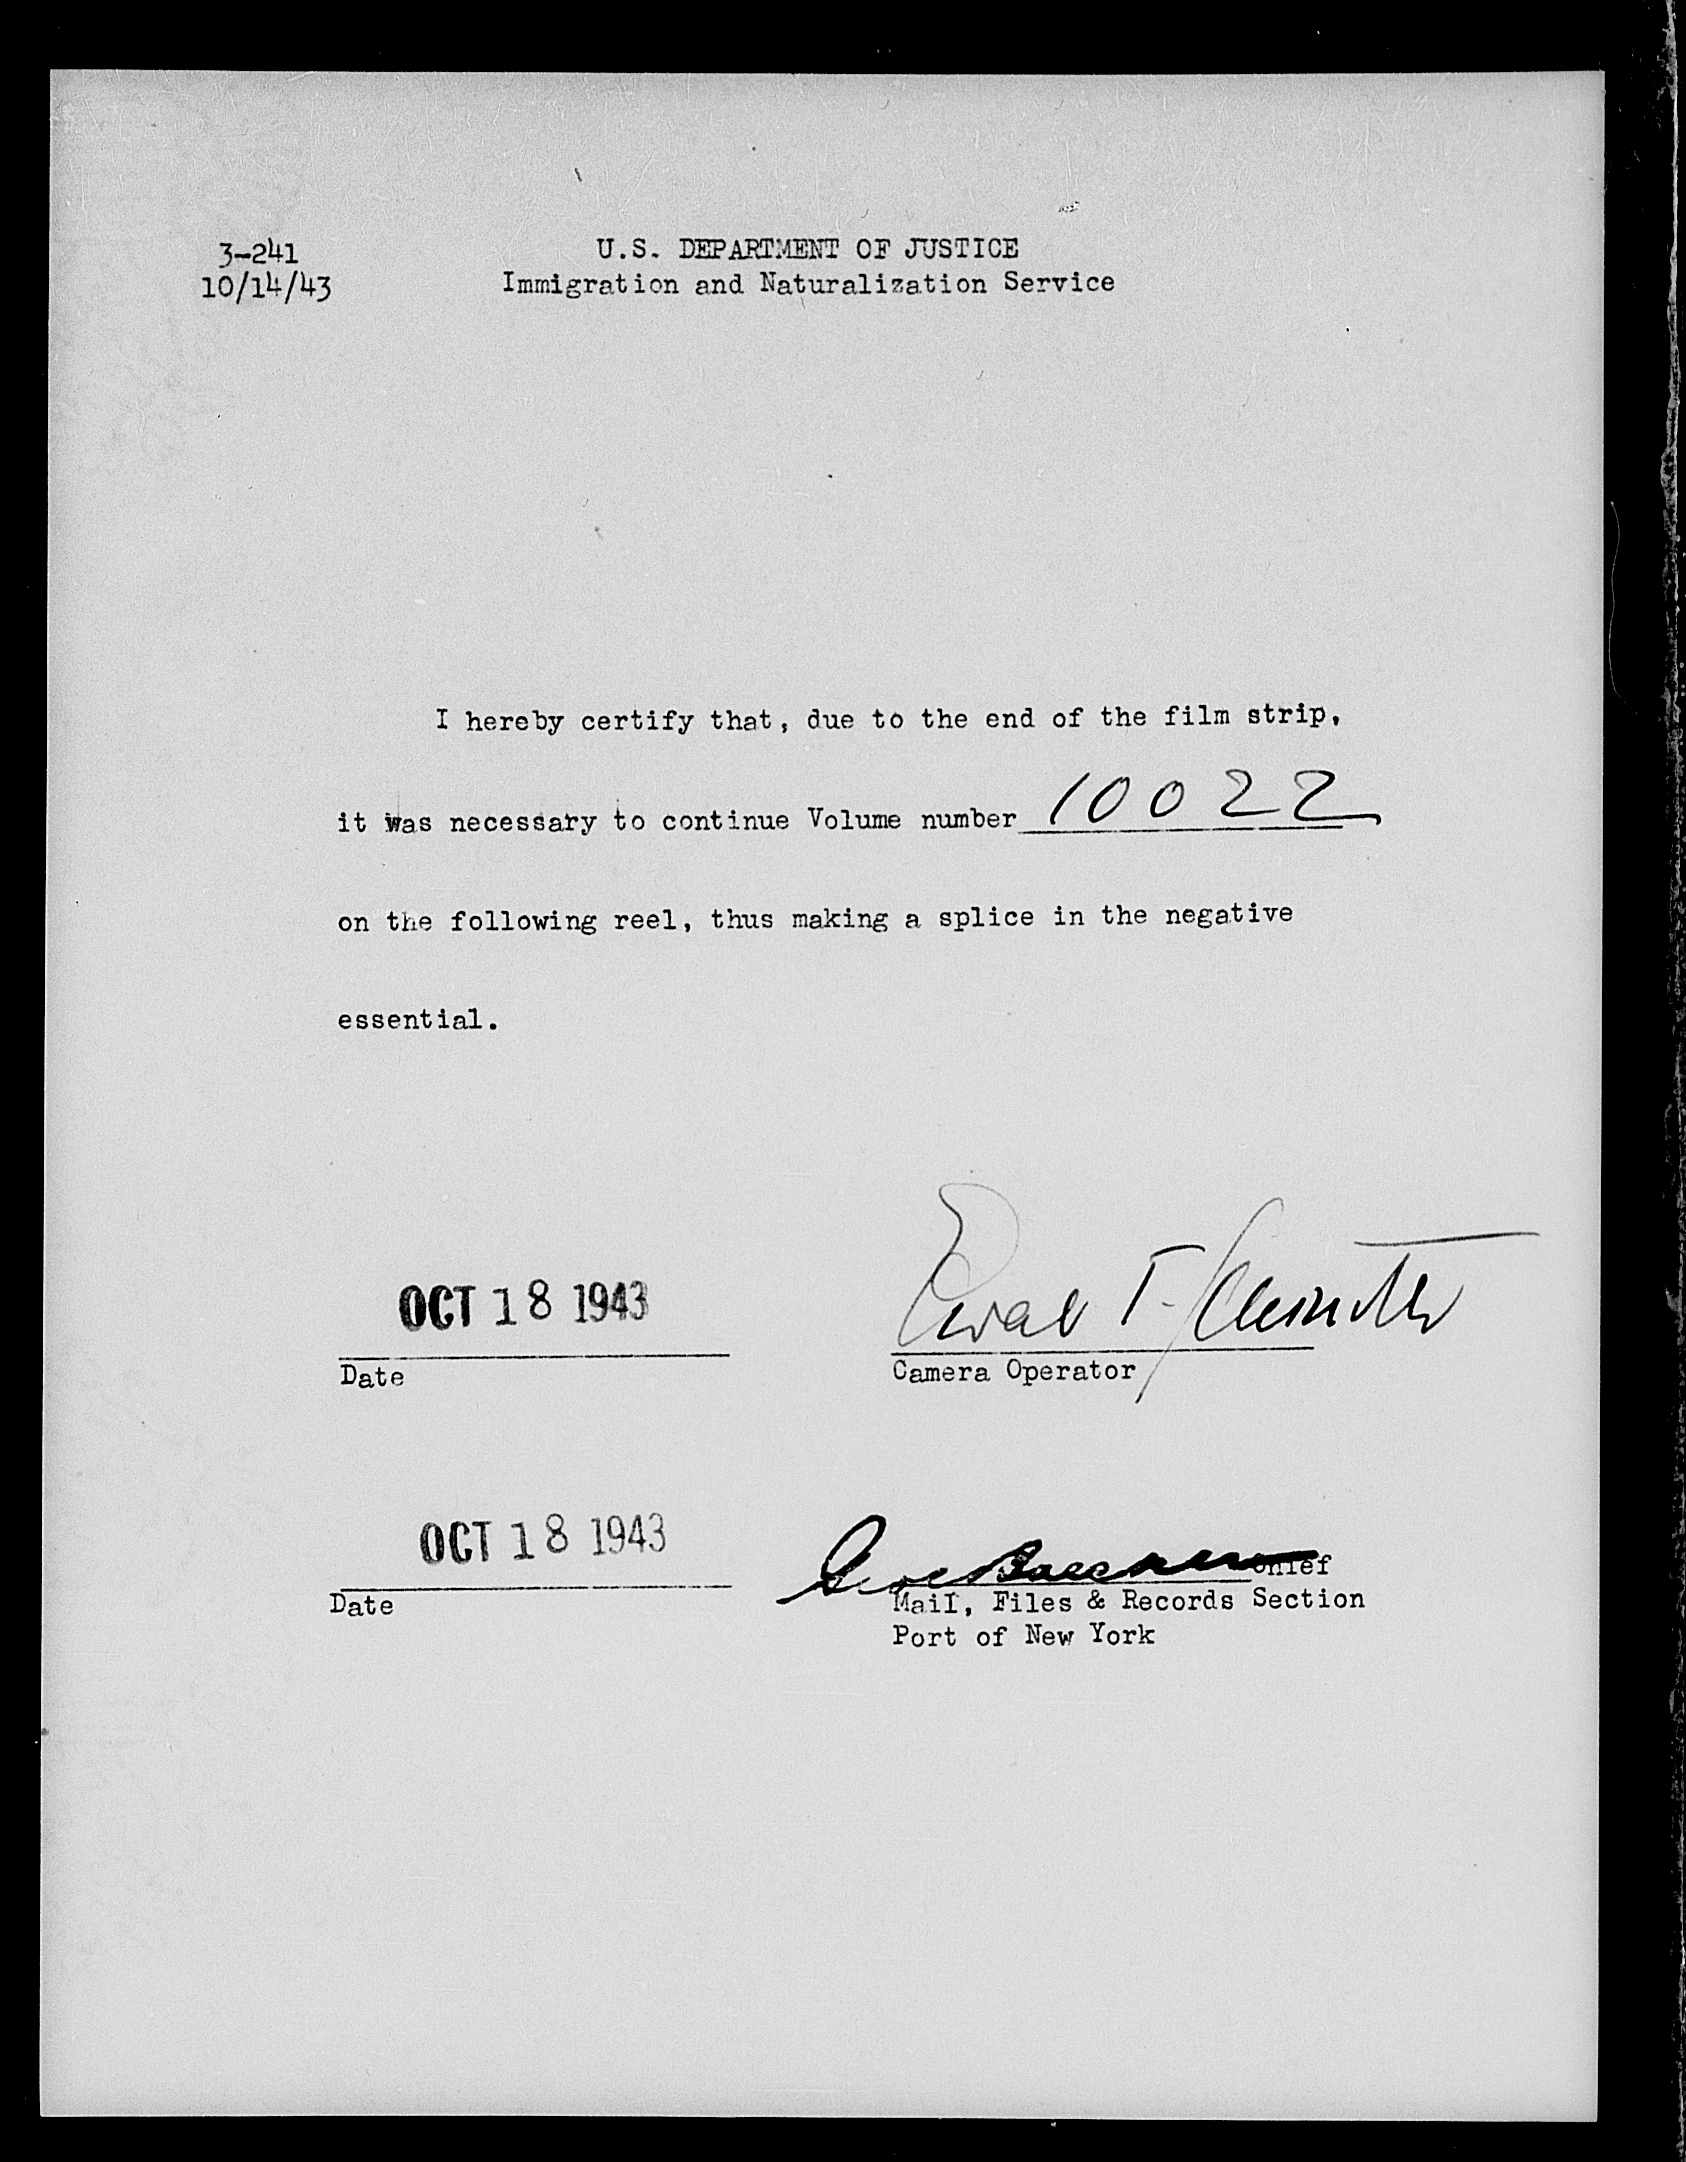 3-241
10/14/43
U.S. DEPARTMENT OF JUSTICE
Immigration and Naturalization Service
I hereby certify that, due to the end of the film strip,
it was necessary to continue Volume number 10022
on the following reel, thus making a splice in the negative
essential.
OCT 18 1943
Date
T.
Camera Operator
OCT 18 1943
Date
Chief
Mail, Files & Records Section
Port of New York